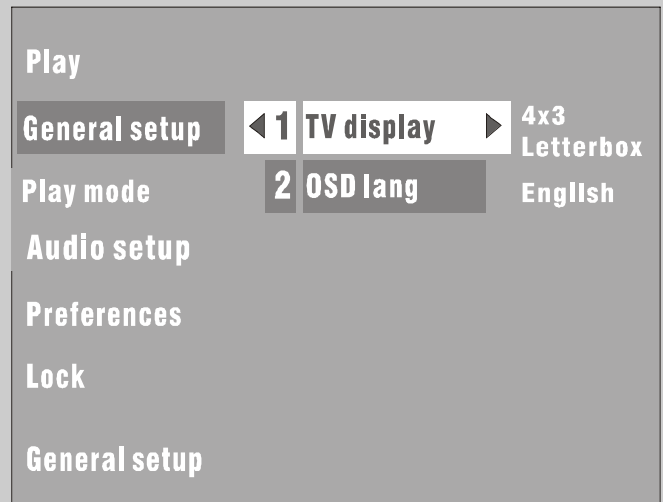 Play
General setup 1 TV display 4x3 Letterbox
Play mode 2 OSD lang EnglIsh
Audio setup
Preferences
Lock
General setup